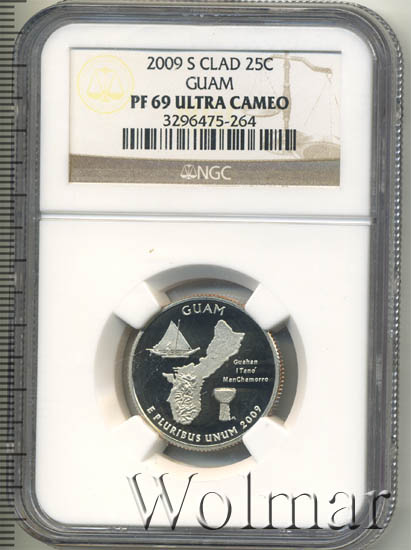 2009 S CLAD 25C
GUAM
PF 69 ULTRA CAMEO
3296475-264
NGC
GUAM
Guahan
I Tano'
ManChamorro
E PLURIBUS UNUM 2009
Wolmar